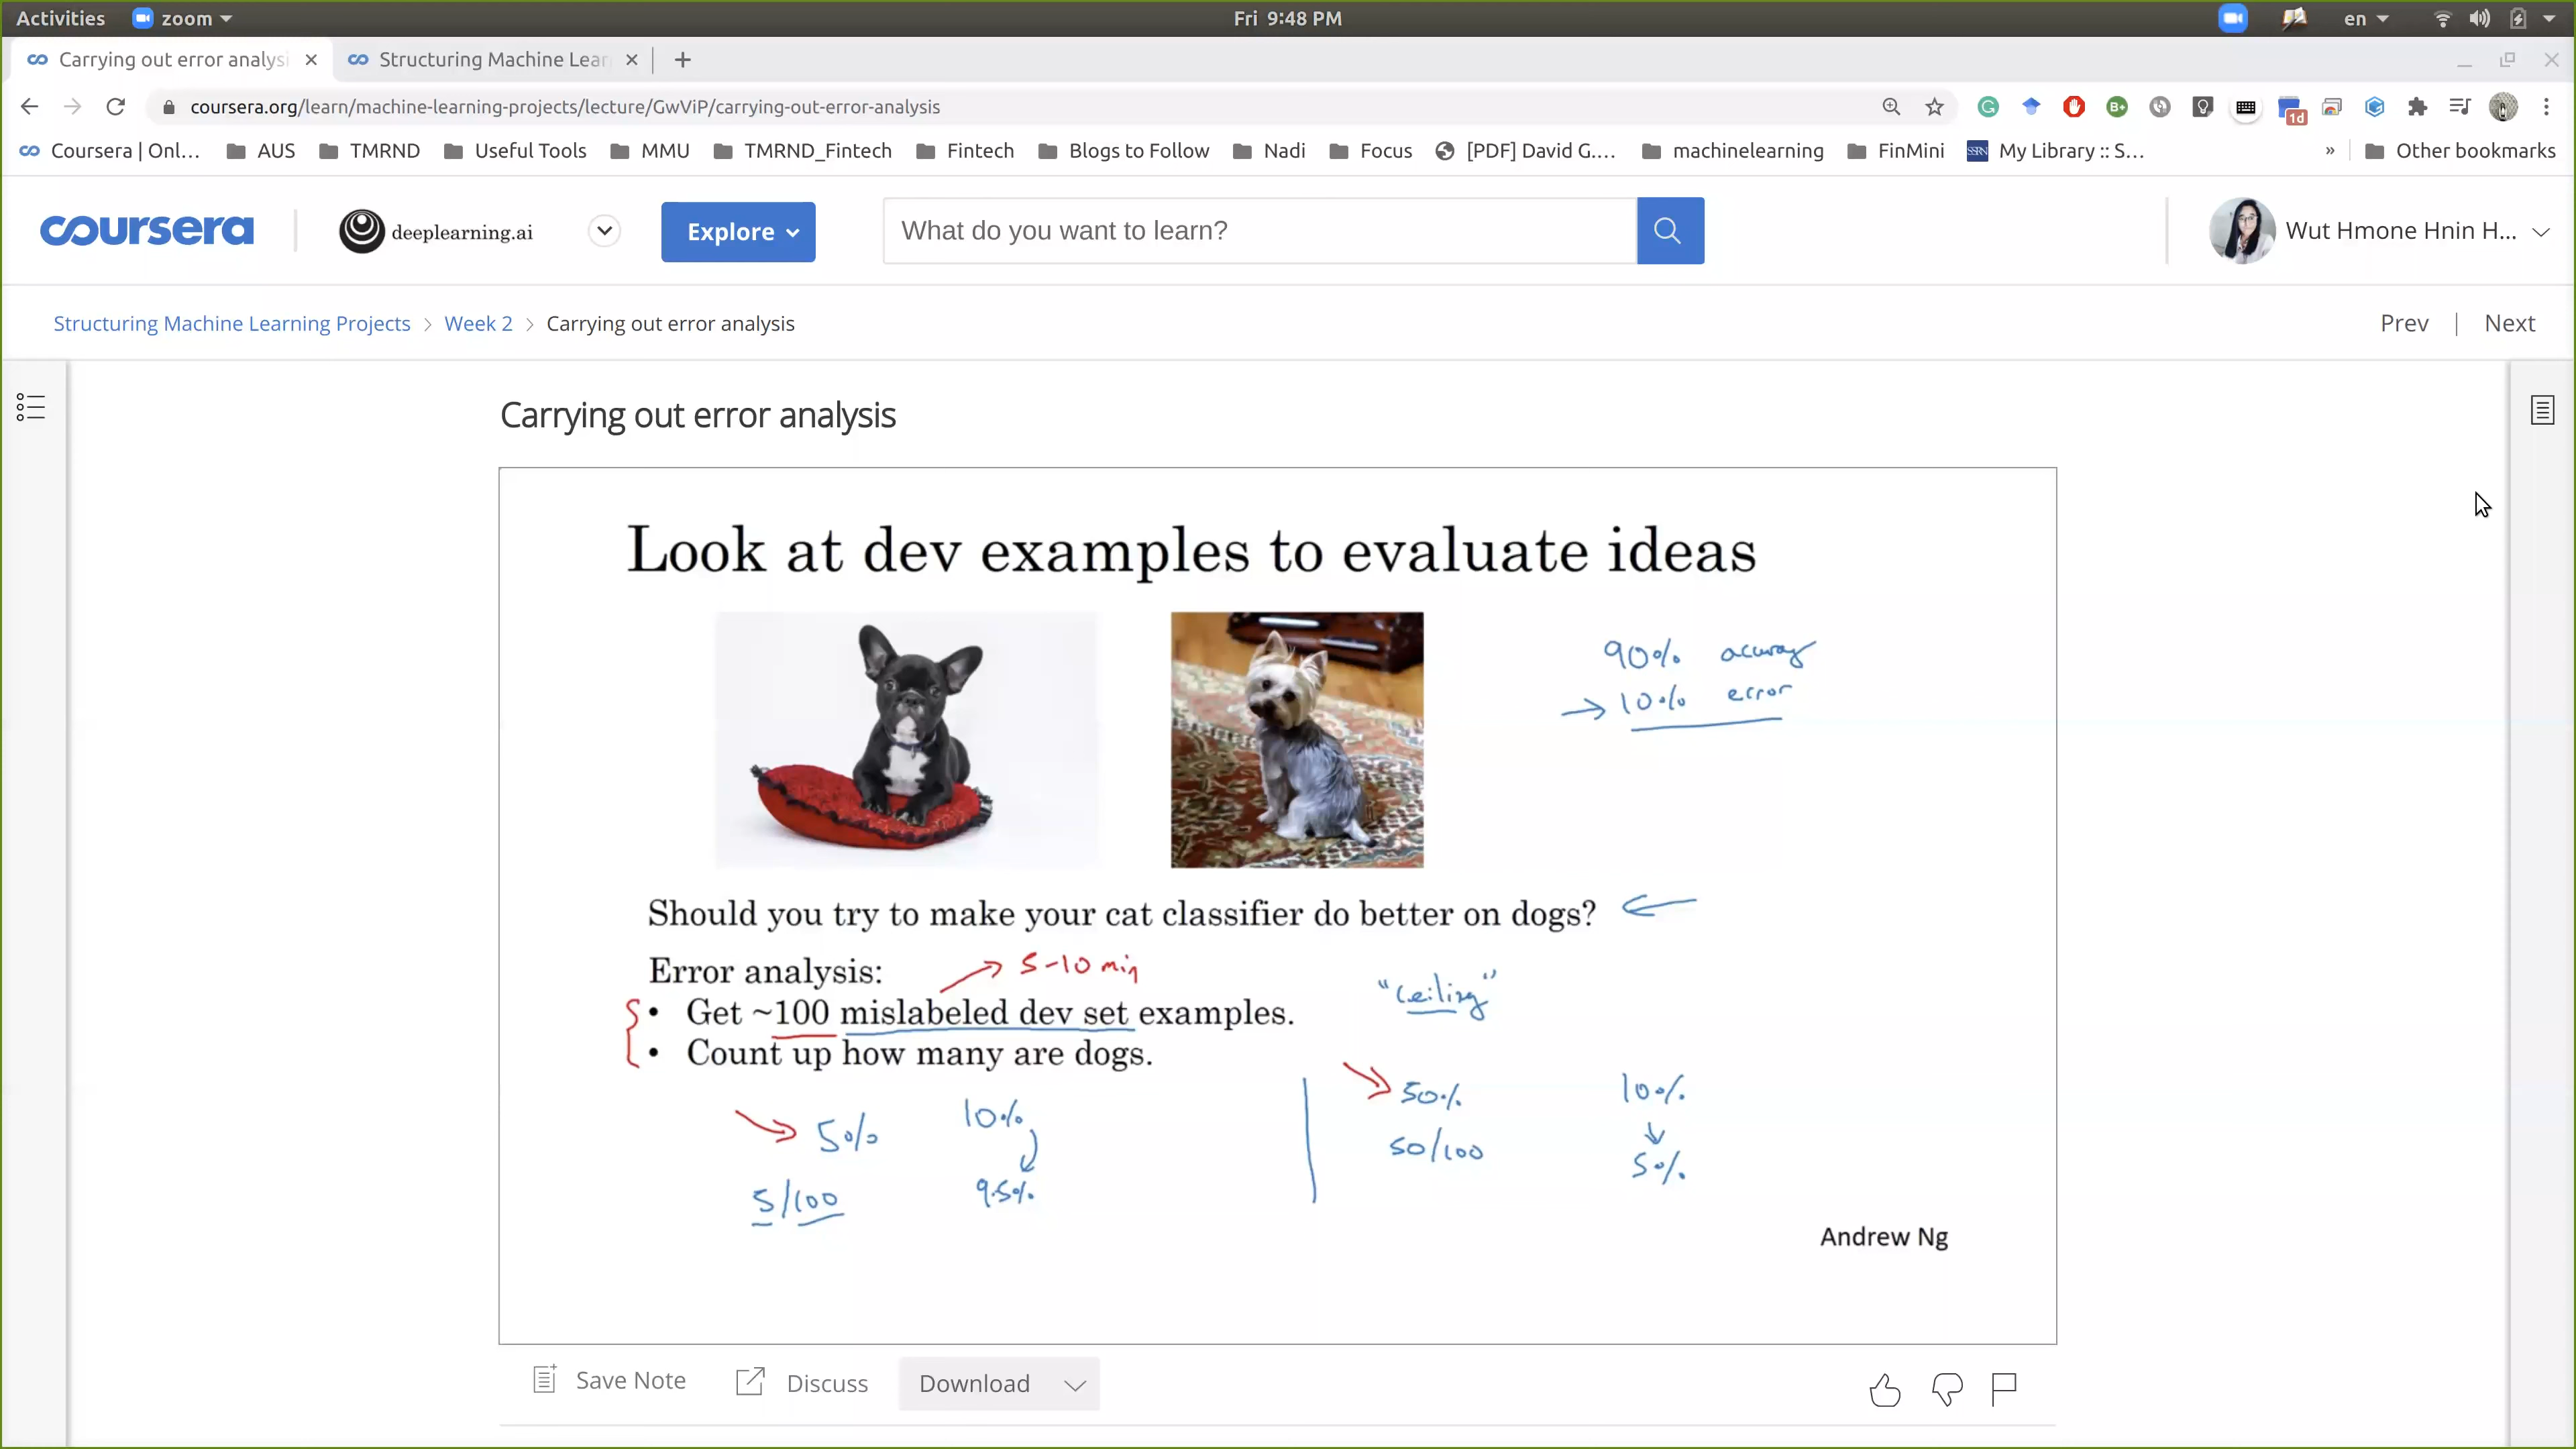 Activities zoom Fri 9:48 PM en
Carrying out error analysi Structuring Machine Lear
coursera.org/learn/machine-learning-projects/lecture/GwViP/carrying-out-error-analysis 1d
Coursera | Onl... AUS TMRND Useful Tools MMU TMRND_Fintech Fintech Blogs to Follow Nadi Focus [PDF] David G.... machinelearning FinMini SSRN My Library :: S... » Other bookmarks
coursera deeplearning.ai Explore What do you want to learn? Wut Hmone Hnin H...
Structuring Machine Learning Projects > Week 2 > Carrying out error analysis Prev | Next
Carrying out error analysis
Look at dev examples to evaluate ideas
90% accuracy
→ 10% error
Should you try to make your cat classifier do better on dogs? ←
Error analysis: → 5-10 min
"ceiling"
• Get ~100 mislabeled dev set examples.
• Count up how many are dogs.
→ 5% 10% → 50% 10%
5/100 9.5% 50/100 5%
Andrew Ng
Save Note Discuss Download